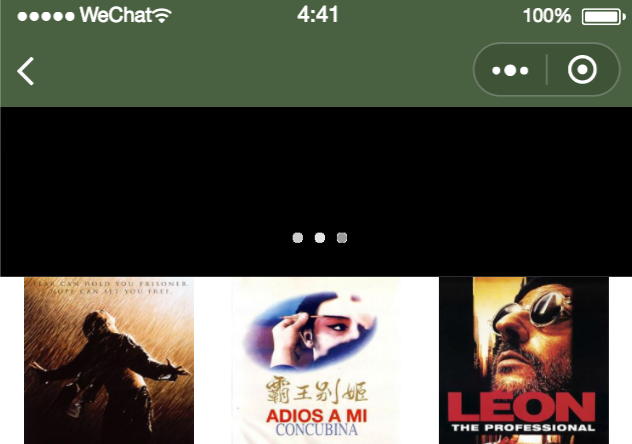 ●●●●● WeChat 4:41 100%
FEAR CAN HOLD YOU PRISONER.
HOPE CAN SET YOU FREE.
霸王别姬
ADIOS A MI
CONCUBINA
LEON
THE PROFESSIONAL